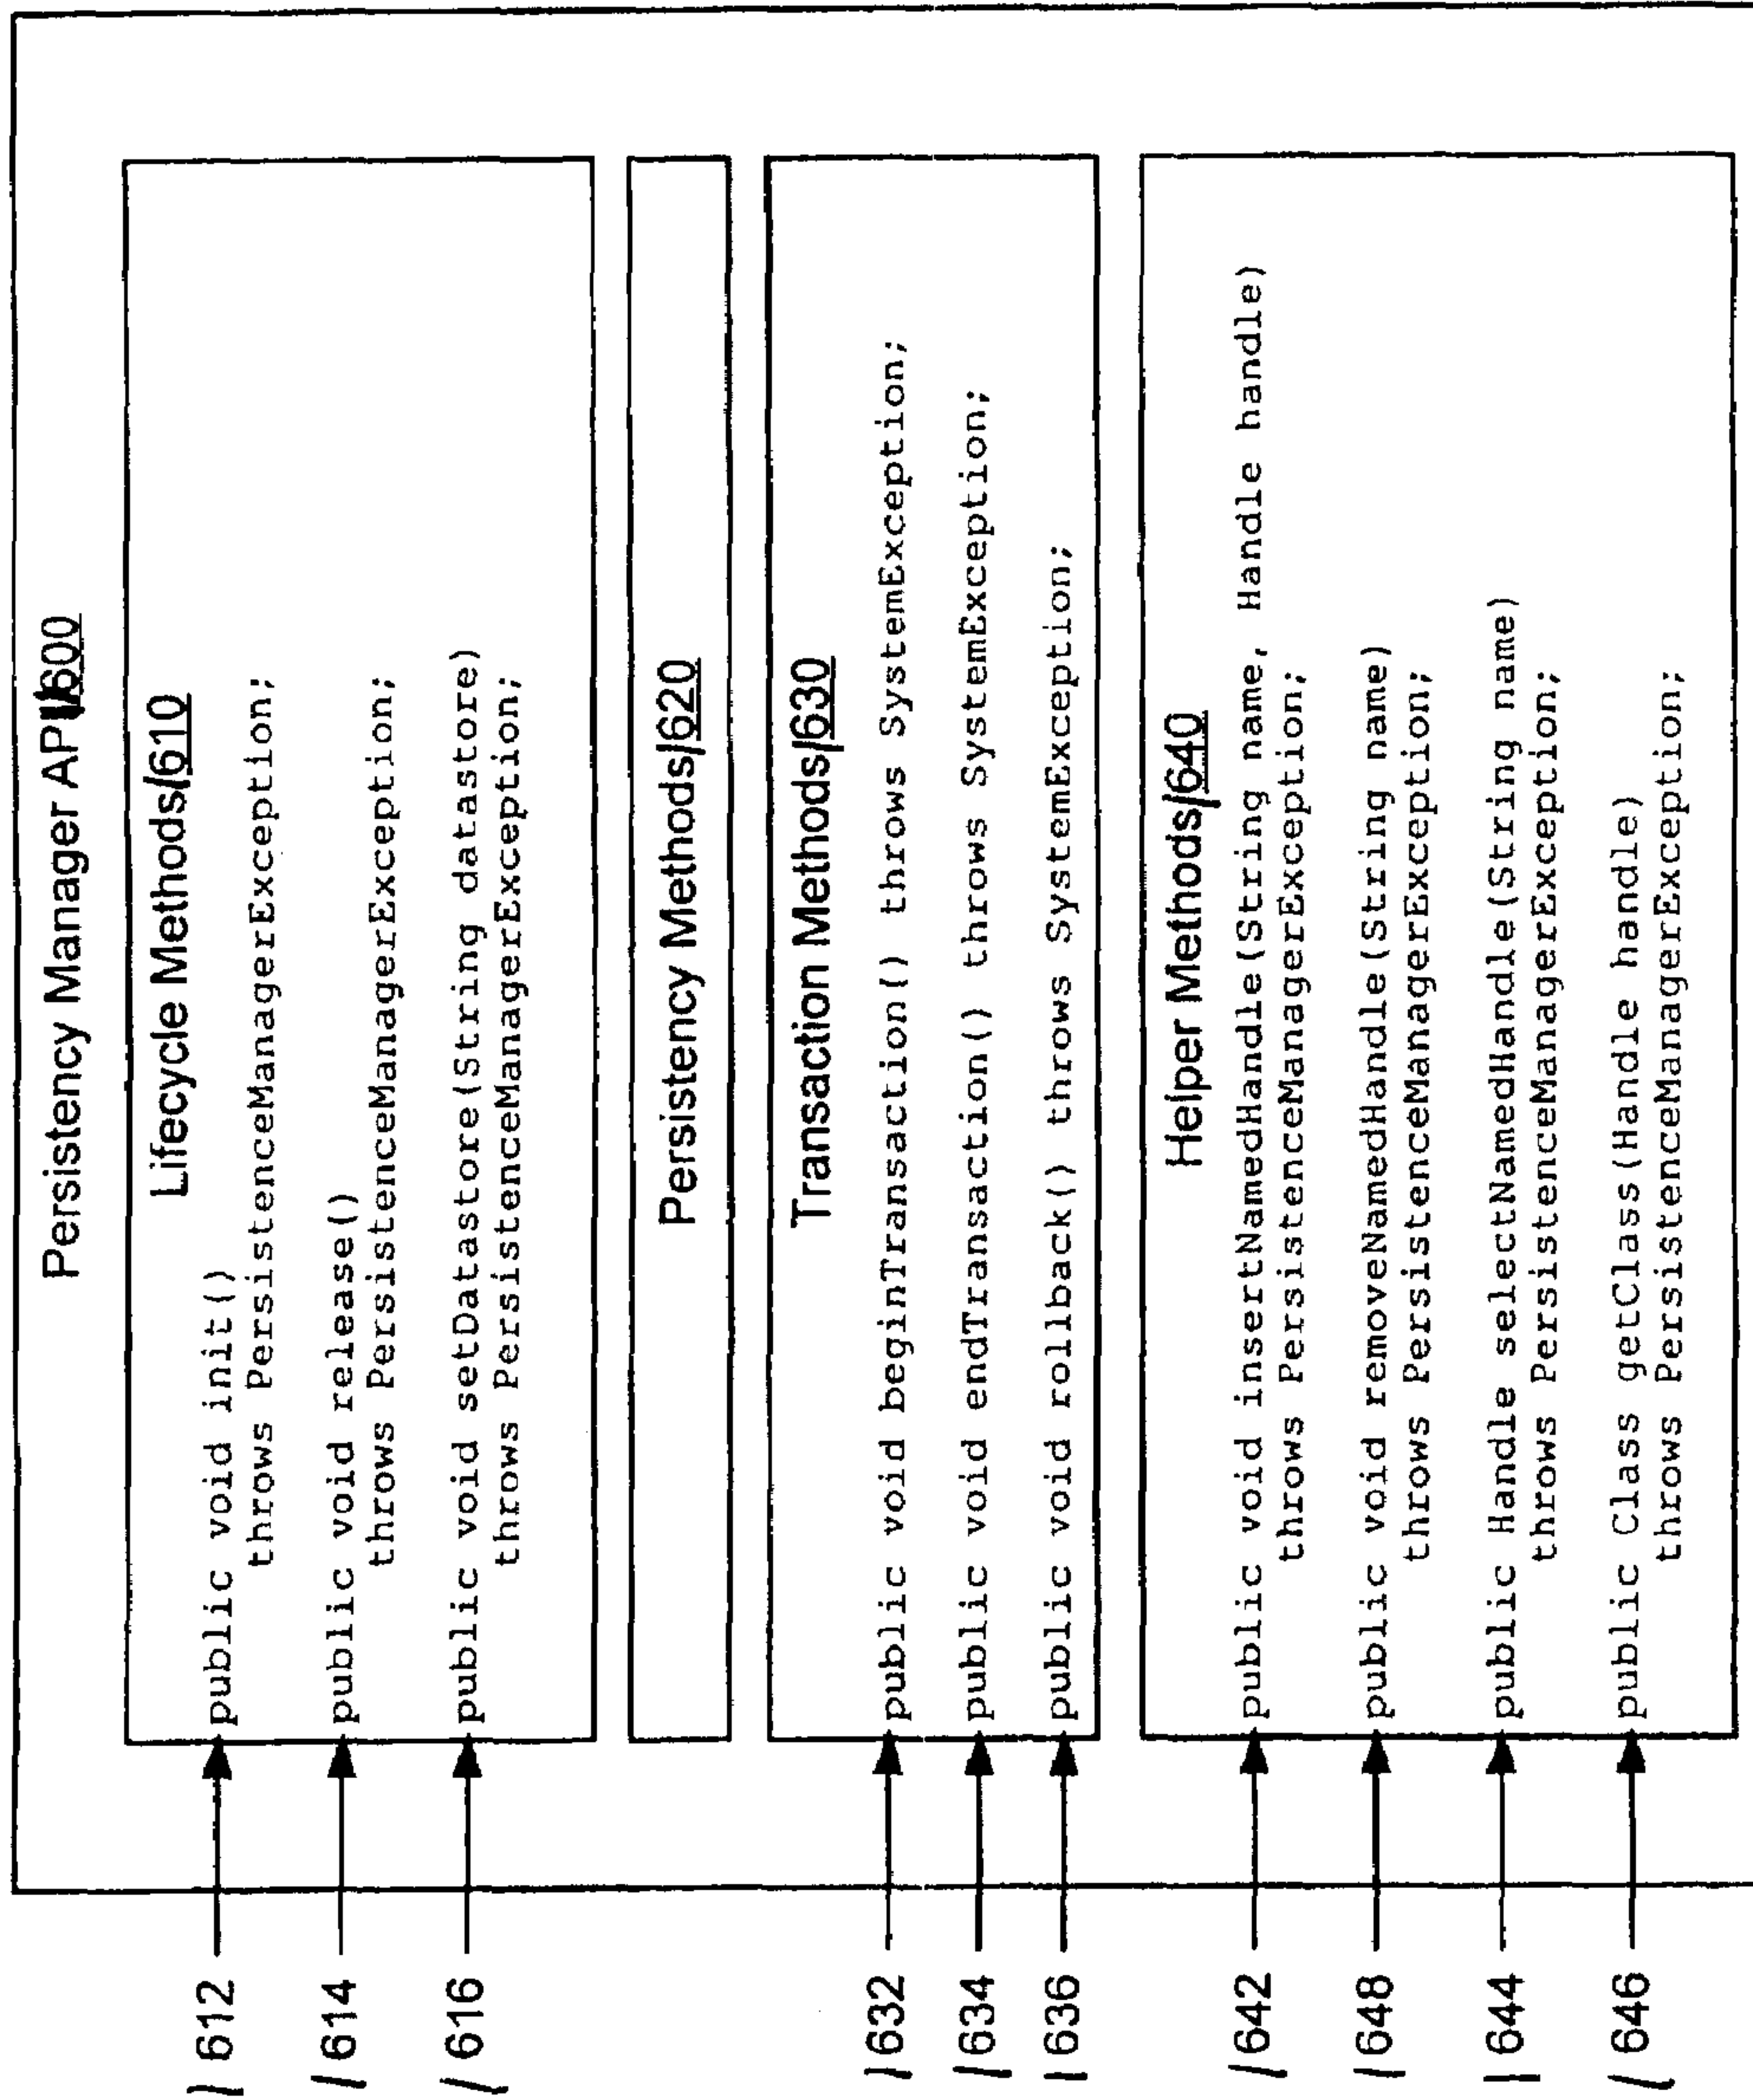 Persistency Manager API/600
Lifecycle Methods/610
/612 public void init()
throws PersistenceManagerException;
/614 public void release()
throws PersistenceManagerException;
/616 public void setDatastore(String datastore)
throws PersistenceManagerException;
Persistency Methods/620
Transaction Methods/630
/632 public void beginTransaction() throws SystemException;
/634 public void endTransaction() throws SystemException;
/636 public void rollback() throws SystemException;
Helper Methods/640
/642 public void insertNamedHandle(String name, Handle handle)
throws PersistenceManagerException;
/648 public void removeNamedHandle(String name)
throws PersistenceManagerException;
/644 public Handle selectNamedHandle(String name)
throws PersistenceManagerException;
/646 public Class getClass(Handle handle)
throws PersistenceManagerException;